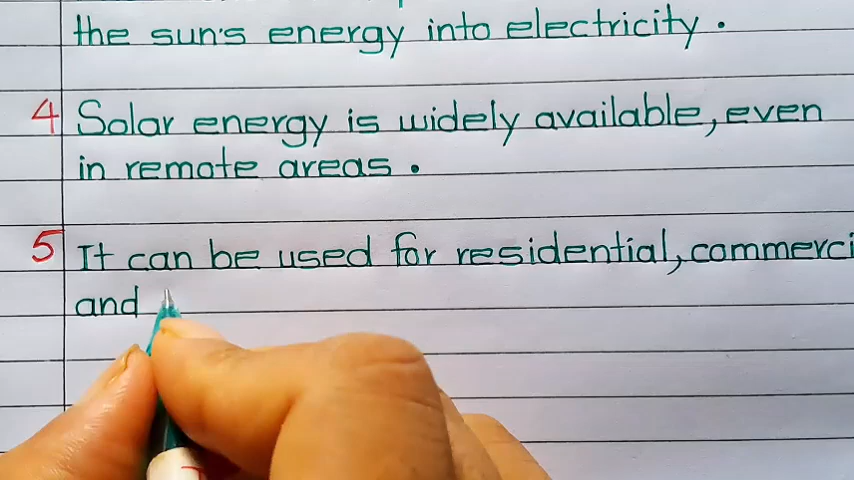 the sun's energy into electricity.
4 Solar energy is widely available, even
in remote areas.
5 It can be used for residential, commerci
and